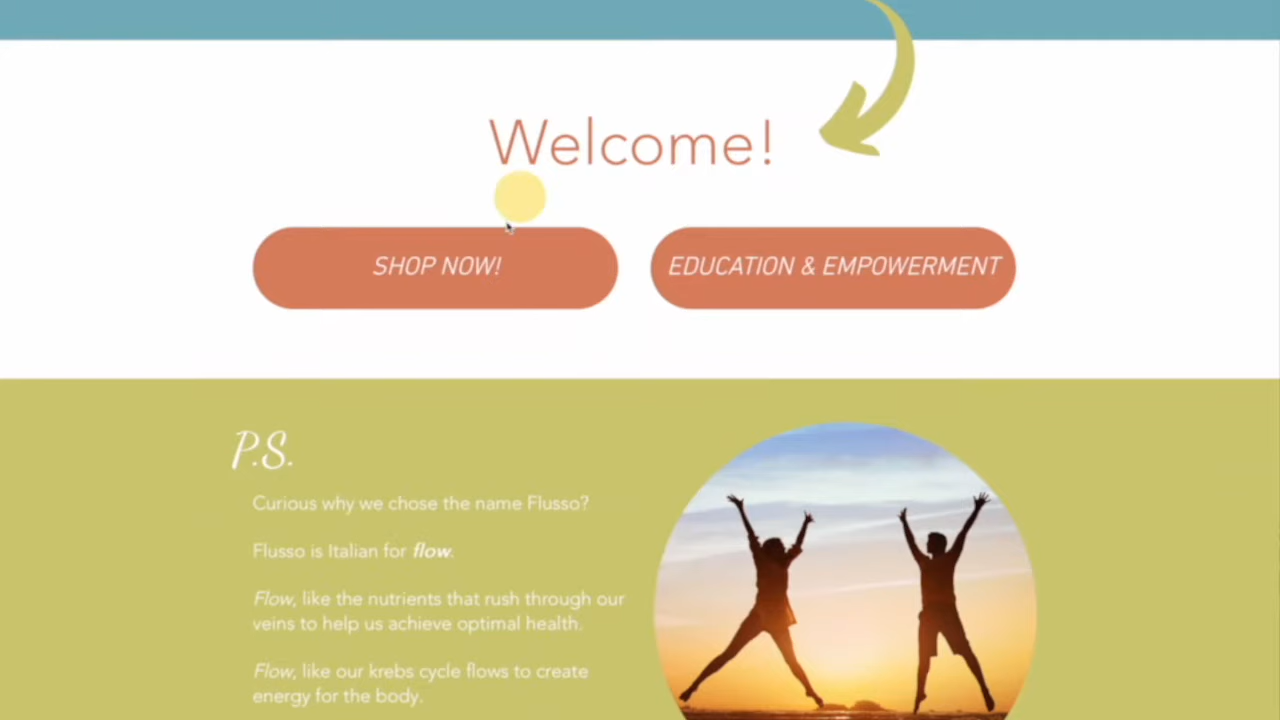 Welcome!
SHOP NOW!
EDUCATION & EMPOWERMENT
P.S.
Curious why we chose the name Flusso?
Flusso is Italian for flow.
Flow, like the nutrients that rush through our
veins to help us achieve optimal health.
Flow, like our krebs cycle flows to create
energy for the body.